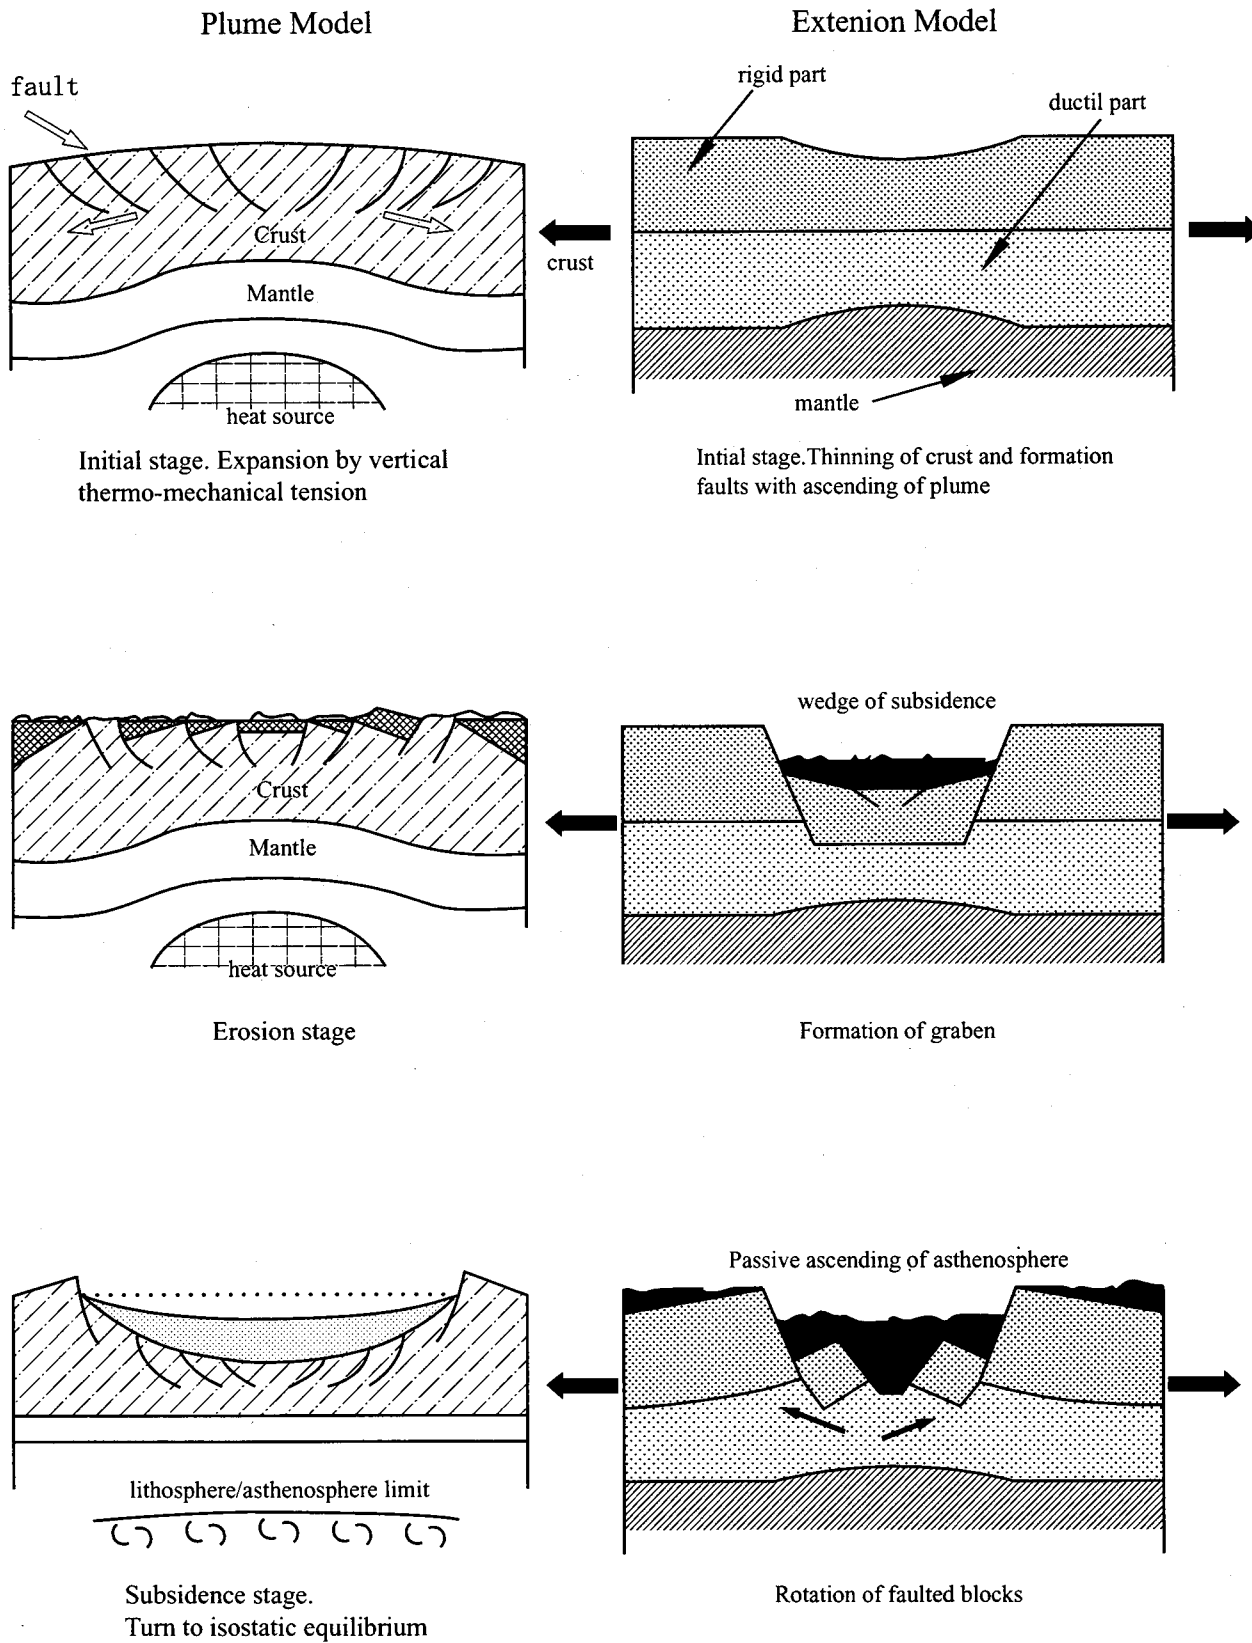 Plume Model
Extenion Model
fault
rigid part
ductil part
Crust
crust
Mantle
mantle
heat source
Initial stage. Expansion by vertical
thermo-mechanical tension
Intial stage.Thinning of crust and formation
faults with ascending of plume
wedge of subsidence
Crust
Mantle
heat source
Erosion stage
Formation of graben
Passive ascending of asthenosphere
lithosphere/asthenosphere limit
Subsidence stage.
Turn to isostatic equilibrium
Rotation of faulted blocks